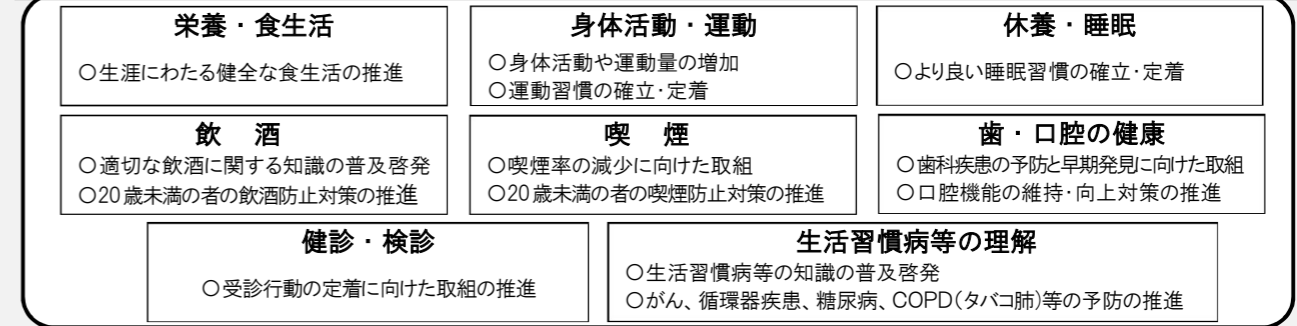 栄養・食生活
○生涯にわたる健全な食生活の推進
身体活動・運動
○身体活動や運動量の増加
○運動習慣の確立・定着
休養・睡眠
○より良い睡眠習慣の確立・定着
飲　酒
○適切な飲酒に関する知識の普及啓発
○20歳未満の者の飲酒防止対策の推進
喫　煙
○喫煙率の減少に向けた取組
○20歳未満の者の喫煙防止対策の推進
歯・口腔の健康
○歯科疾患の予防と早期発見に向けた取組
○口腔機能の維持・向上対策の推進
健診・検診
○受診行動の定着に向けた取組の推進
生活習慣病等の理解
○生活習慣病等の知識の普及啓発
○がん、循環器疾患、糖尿病、COPD(タバコ肺)等の予防の推進